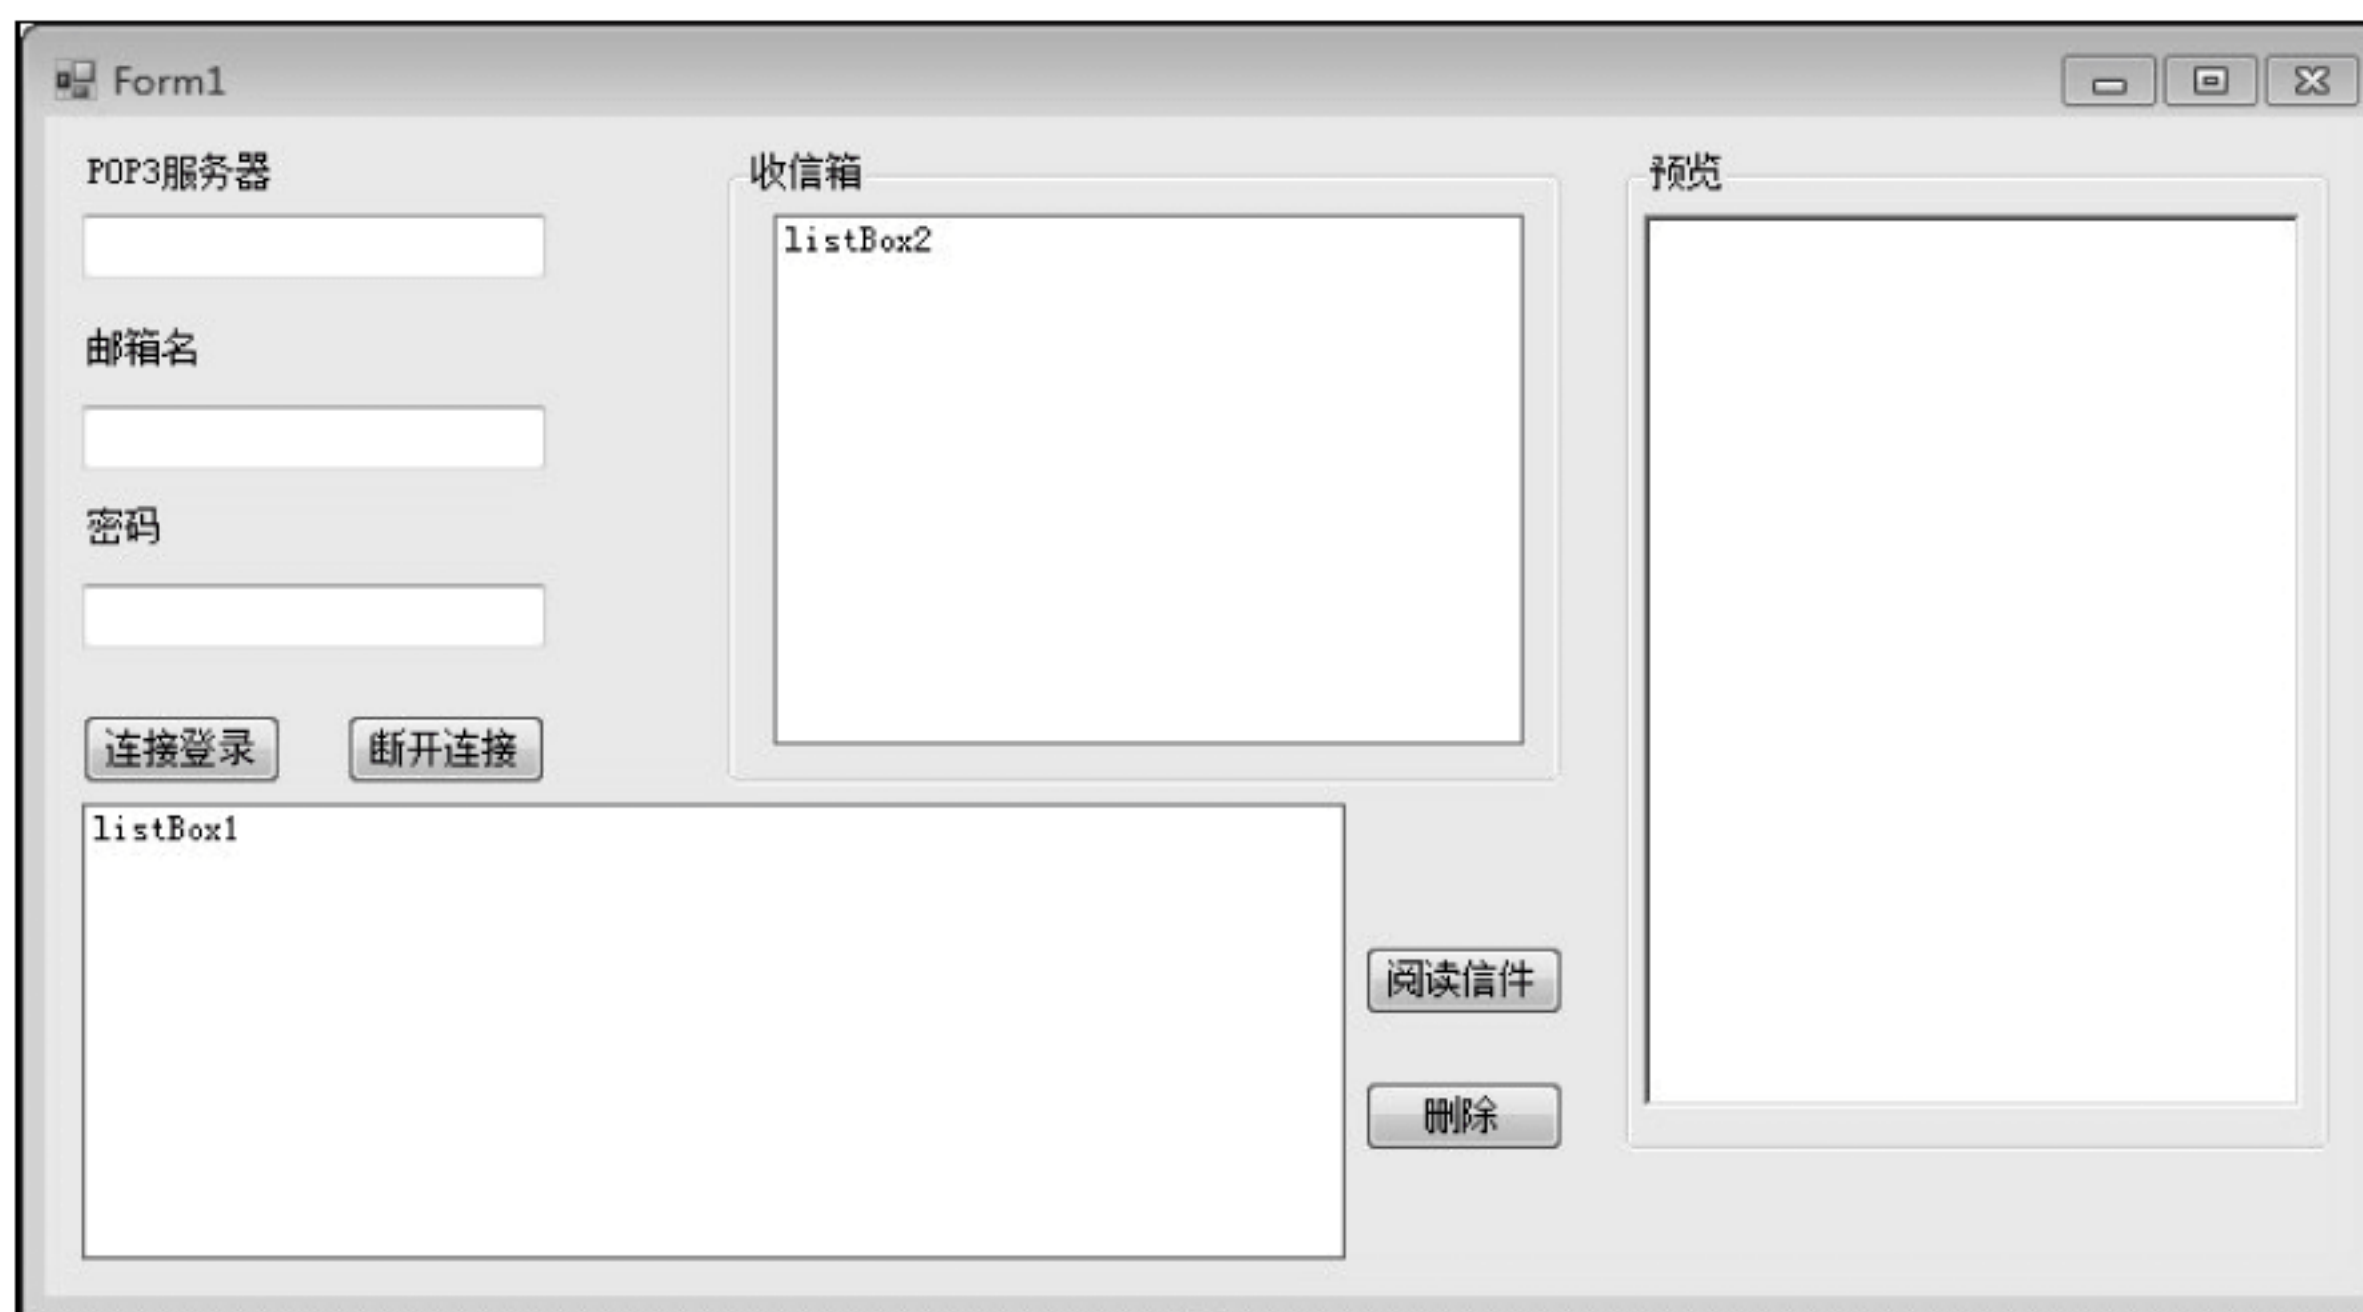 Form1
POP3服务器
邮箱名
密码
连接登录
断开连接
收信箱
listBox2
预览
listBox1
阅读信件
删除